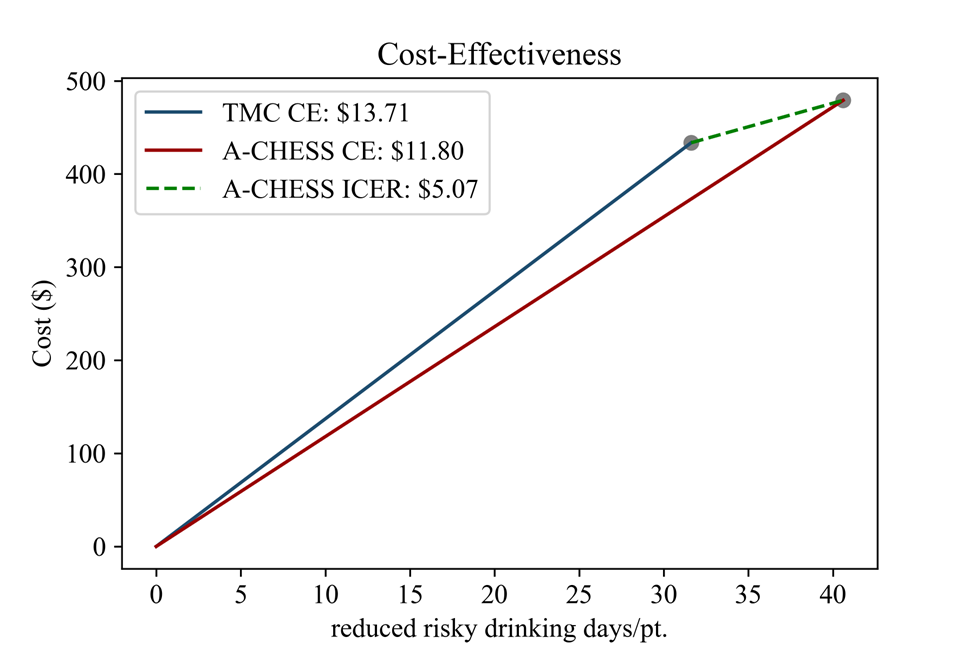 Cost-Effectiveness
500
400
300
200
100
0
Cost ($)
TMC CE: $13.71
A-CHESS CE: $11.80
A-CHESS ICER: $5.07
0 5 10 15 20 25 30 35 40
reduced risky drinking days/pt.